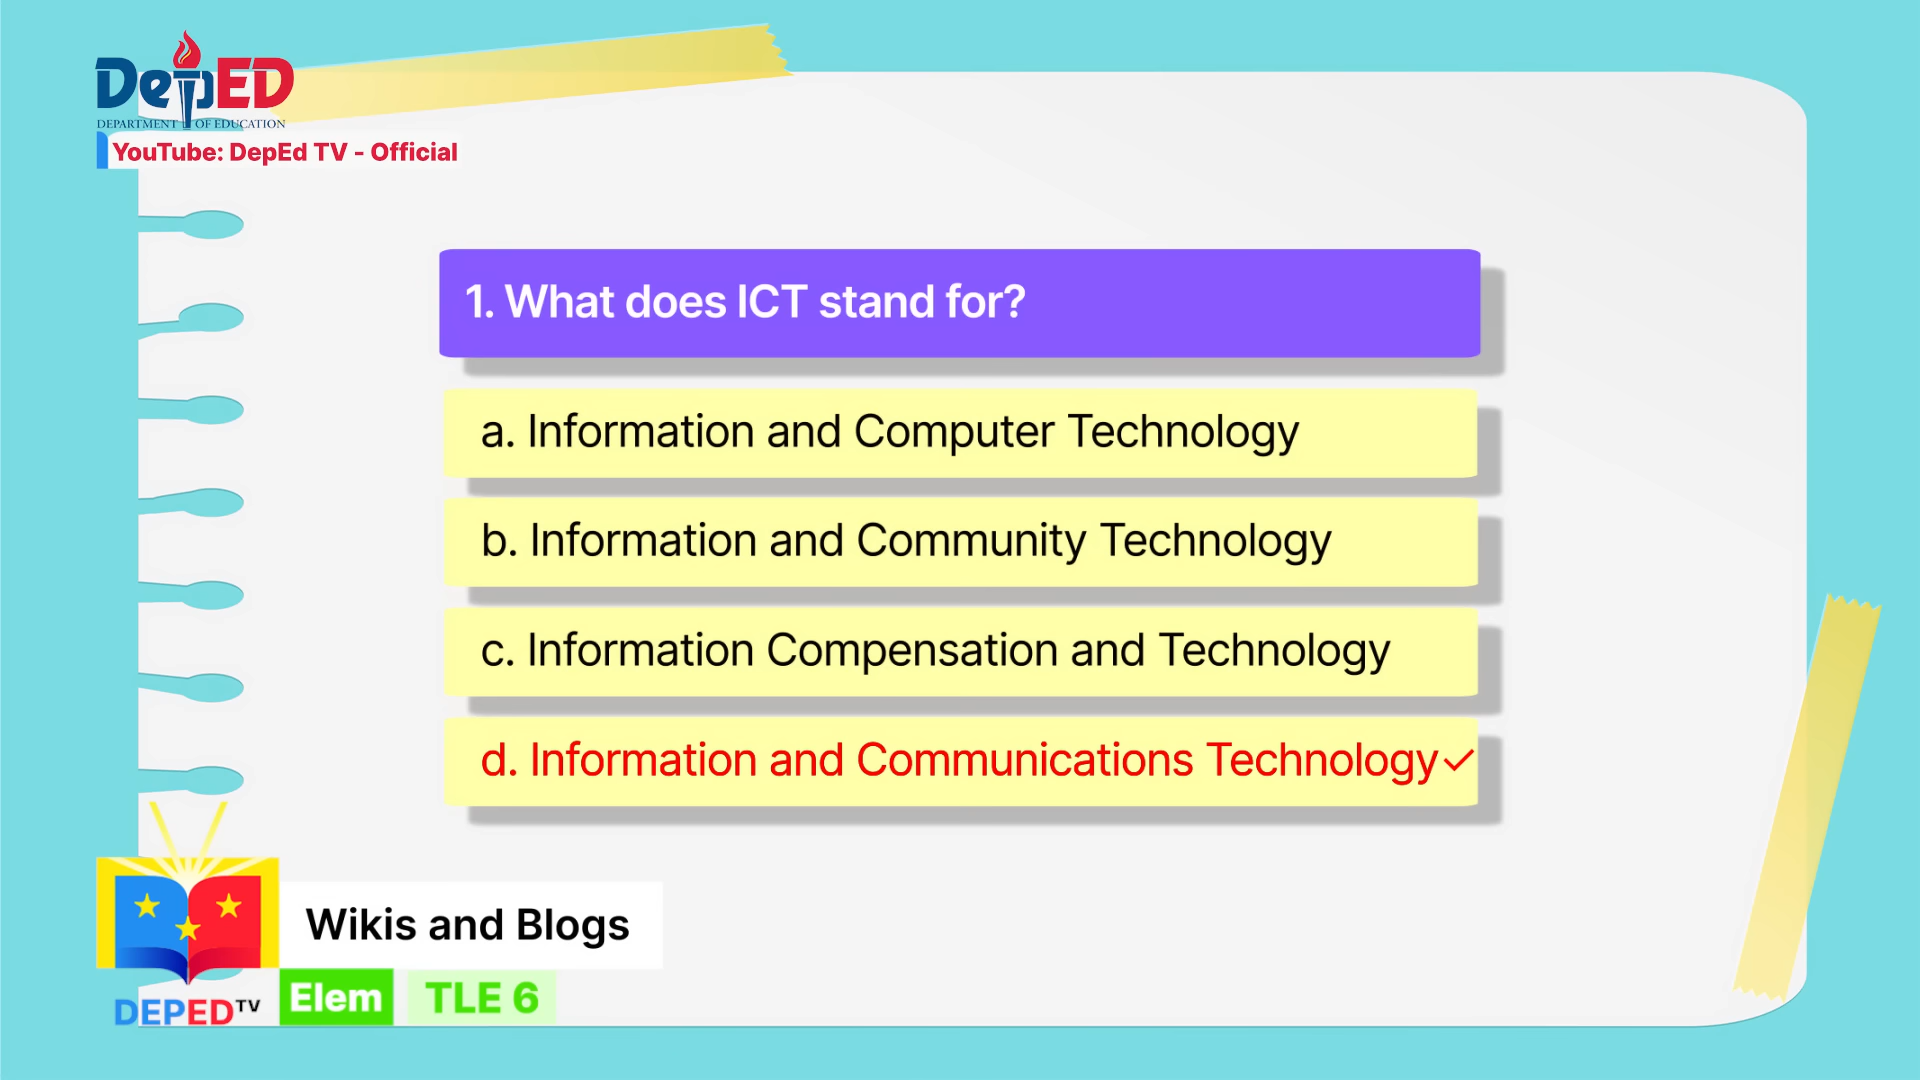 DepED
DEPARTMENT OF EDUCATION
YouTube: DepEd TV - Official
1. What does ICT stand for?
a. Information and Computer Technology
b. Information and Community Technology
c. Information Compensation and Technology
d. Information and Communications Technology✓
Wikis and Blogs
DEPED TV
Elem
TLE 6